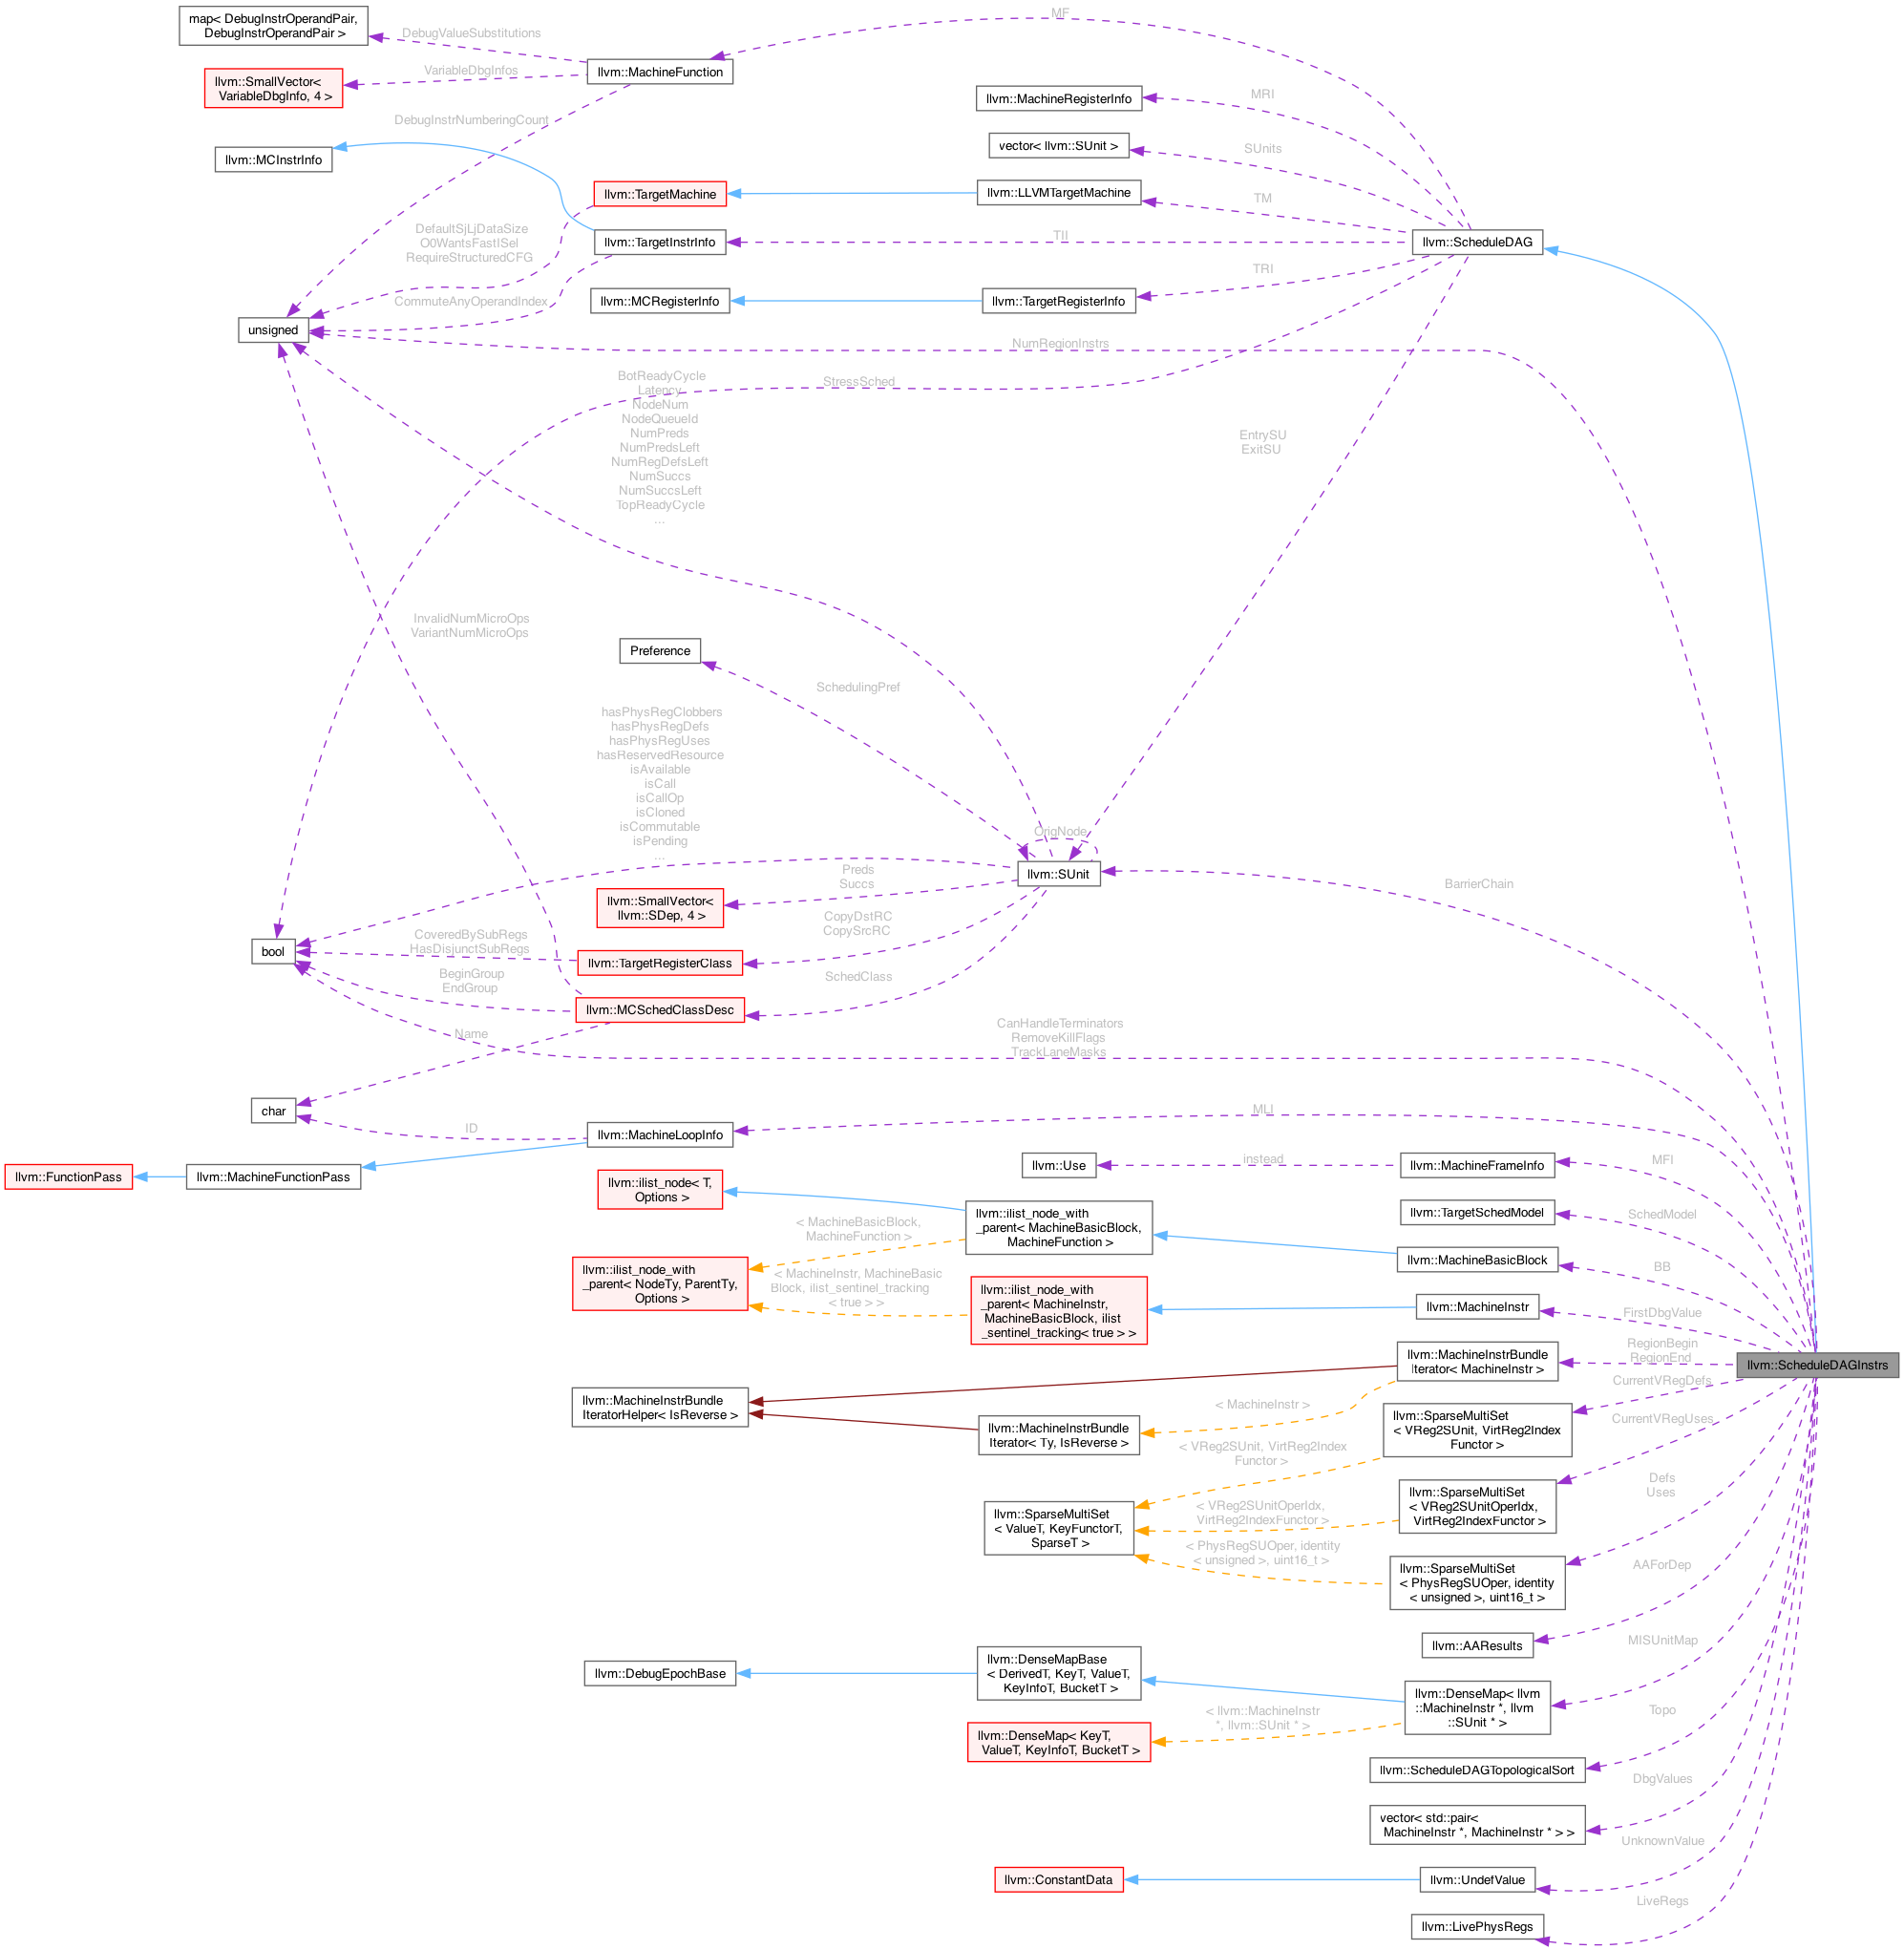 map< DebugInstrOperandPair,
DebugInstrOperandPair >
DebugValueSubstitutions
MF
llvm::SmallVector<
VariableDbgInfo, 4 >
VariableDbgInfos
llvm::MachineFunction
llvm::MachineRegisterInfo
MRI
DebugInstrNumberingCount
llvm::MCInstrInfo
vector< llvm::SUnit >
SUnits
llvm::TargetMachine
llvm::LLVMTargetMachine
TM
DefaultSjLjDataSize
O0WantsFastISel
RequireStructuredCFG
llvm::TargetInstrInfo
TII
llvm::ScheduleDAG
TRI
CommuteAnyOperandIndex
llvm::MCRegisterInfo
llvm::TargetRegisterInfo
unsigned
NumRegionInstrs
StressSched
BotReadyCycle
Latency
NodeNum
NodeQueueId
NumPreds
NumPredsLeft
NumRegDefsLeft
NumSuccs
NumSuccsLeft
TopReadyCycle
...
EntrySU
ExitSU
InvalidNumMicroOps
VariantNumMicroOps
Preference
SchedulingPref
hasPhysRegClobbers
hasPhysRegDefs
hasPhysRegUses
hasReservedResource
isAvailable
isCall
isCallOp
isCloned
isCommutable
isPending
...
OrigNode
llvm::SUnit
BarrierChain
Preds
Succs
llvm::SmallVector<
llvm::SDep, 4 >
CopyDstRC
CopySrcRC
bool
CoveredBySubRegs
HasDisjunctSubRegs
llvm::TargetRegisterClass
SchedClass
BeginGroup
EndGroup
llvm::MCSchedClassDesc
Name
CanHandleTerminators
RemoveKillFlags
TrackLaneMasks
char
ID
llvm::MachineLoopInfo
MLI
llvm::FunctionPass
llvm::MachineFunctionPass
llvm::Use
instead
llvm::MachineFrameInfo
MFI
llvm::ilist_node< T,
Options >
llvm::ilist_node_with
_parent< MachineBasicBlock,
MachineFunction >
llvm::TargetSchedModel
SchedModel
< MachineBasicBlock,
MachineFunction >
llvm::MachineBasicBlock
BB
llvm::ilist_node_with
_parent< NodeTy, ParentTy,
Options >
< MachineInstr, MachineBasic
Block, ilist_sentinel_tracking
< true > >
llvm::ilist_node_with
_parent< MachineInstr,
MachineBasicBlock, ilist
_sentinel_tracking< true > >
llvm::MachineInstr
FirstDbgValue
llvm::MachineInstrBundle
Iterator< MachineInstr >
RegionBegin
RegionEnd
llvm::ScheduleDAGInstrs
llvm::MachineInstrBundle
IteratorHelper< IsReverse >
< MachineInstr >
CurrentVRegDefs
llvm::MachineInstrBundle
Iterator< Ty, IsReverse >
llvm::SparseMultiSet
< VReg2SUnit, VirtReg2Index
Functor >
CurrentVRegUses
< VReg2SUnit, VirtReg2Index
Functor >
llvm::SparseMultiSet
< ValueT, KeyFunctorT,
SparseT >
< VReg2SUnitOperIdx,
VirtReg2IndexFunctor >
llvm::SparseMultiSet
< VReg2SUnitOperIdx,
VirtReg2IndexFunctor >
Defs
Uses
< PhysRegSUOper, identity
< unsigned >, uint16_t >
llvm::SparseMultiSet
< PhysRegSUOper, identity
< unsigned >, uint16_t >
AAForDep
llvm::AAResults
MISUnitMap
llvm::DebugEpochBase
llvm::DenseMapBase
< DerivedT, KeyT, ValueT,
KeyInfoT, BucketT >
llvm::DenseMap< llvm
::MachineInstr *, llvm
::SUnit * >
< llvm::MachineInstr
*, llvm::SUnit * >
llvm::DenseMap< KeyT,
ValueT, KeyInfoT, BucketT >
Topo
llvm::ScheduleDAGTopologicalSort
DbgValues
vector< std::pair<
MachineInstr *, MachineInstr * > >
UnknownValue
llvm::ConstantData
llvm::UndefValue
LiveRegs
llvm::LivePhysRegs